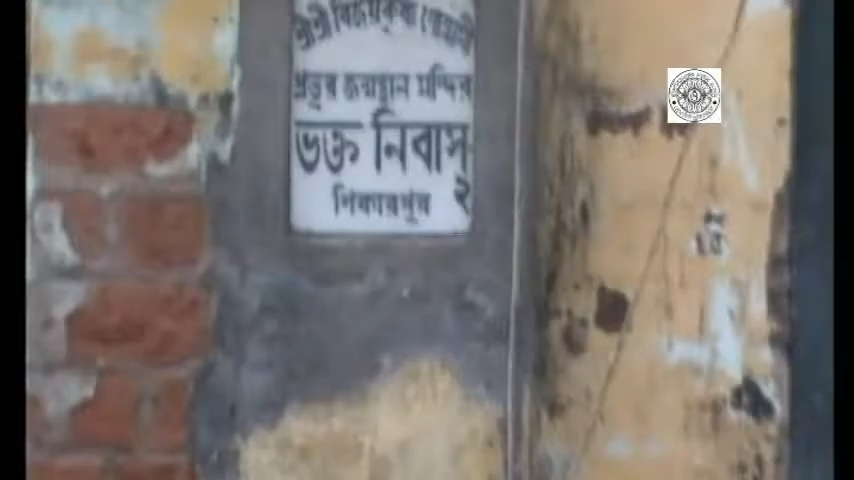 শ্রীশ্রী বিজয়কৃষ্ণ গোস্বামী
প্রভুর জন্মস্থান মন্দির
ভক্ত নিবাস
শিকারপুর ২